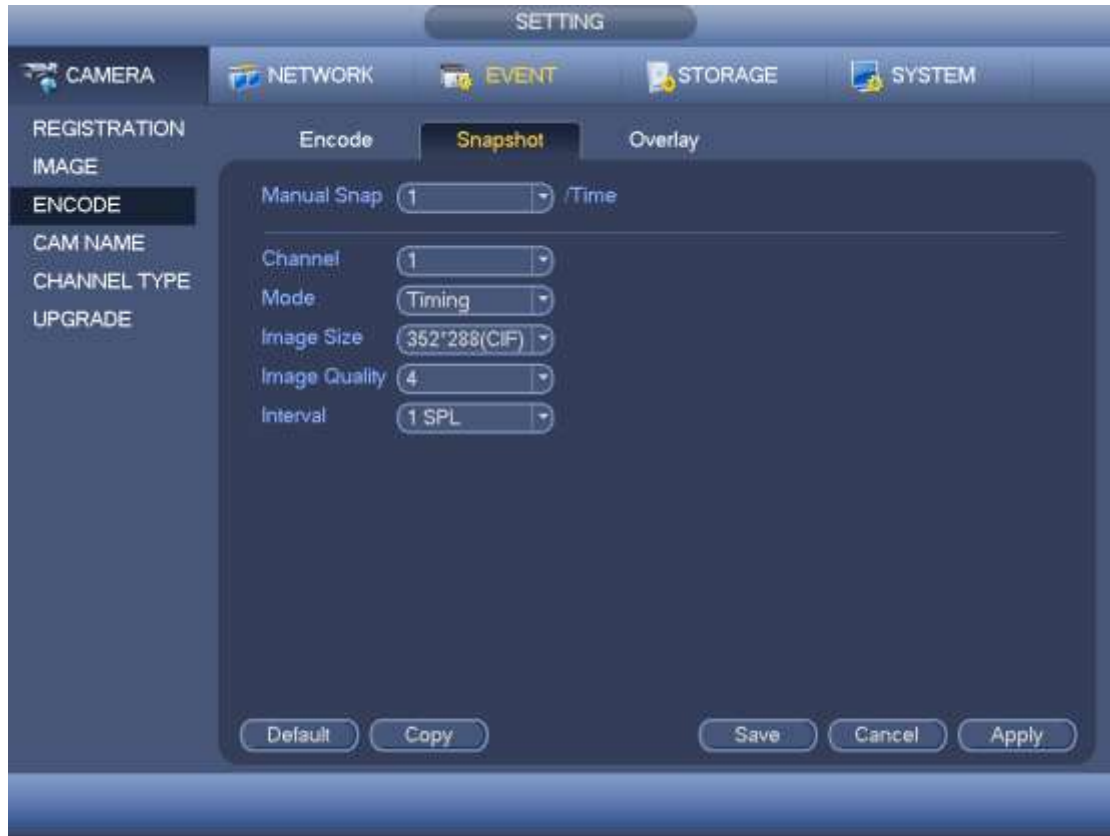 SETTING
CAMERA NETWORK EVENT STORAGE SYSTEM
REGISTRATION
IMAGE
ENCODE
CAM NAME
CHANNEL TYPE
UPGRADE
Encode Snapshot Overlay
Manual Snap 1 /Time
Channel 1
Mode Timing
Image Size 352*288(CIF)
Image Quality 4
Interval 1 SPL
Default Copy Save Cancel Apply